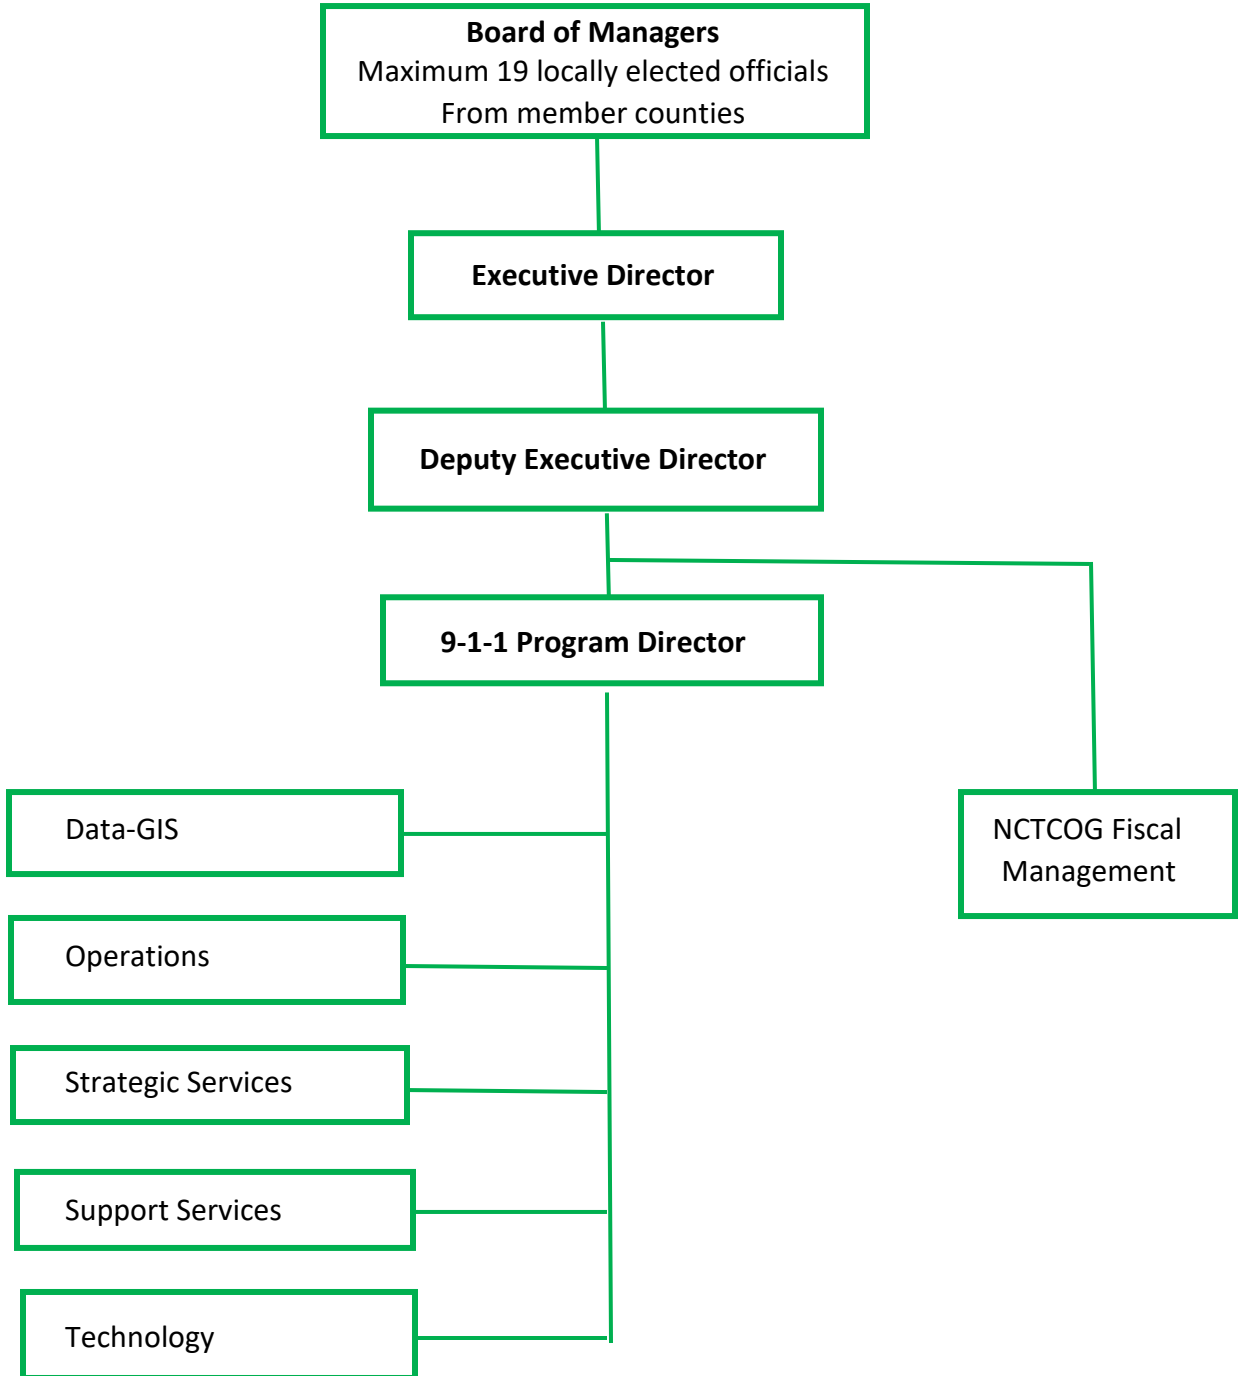 Board of Managers
Maximum 19 locally elected officials
From member counties
Executive Director
Deputy Executive Director
9-1-1 Program Director
Data-GIS
Operations
Strategic Services
Support Services
Technology
NCTCOG Fiscal
Management